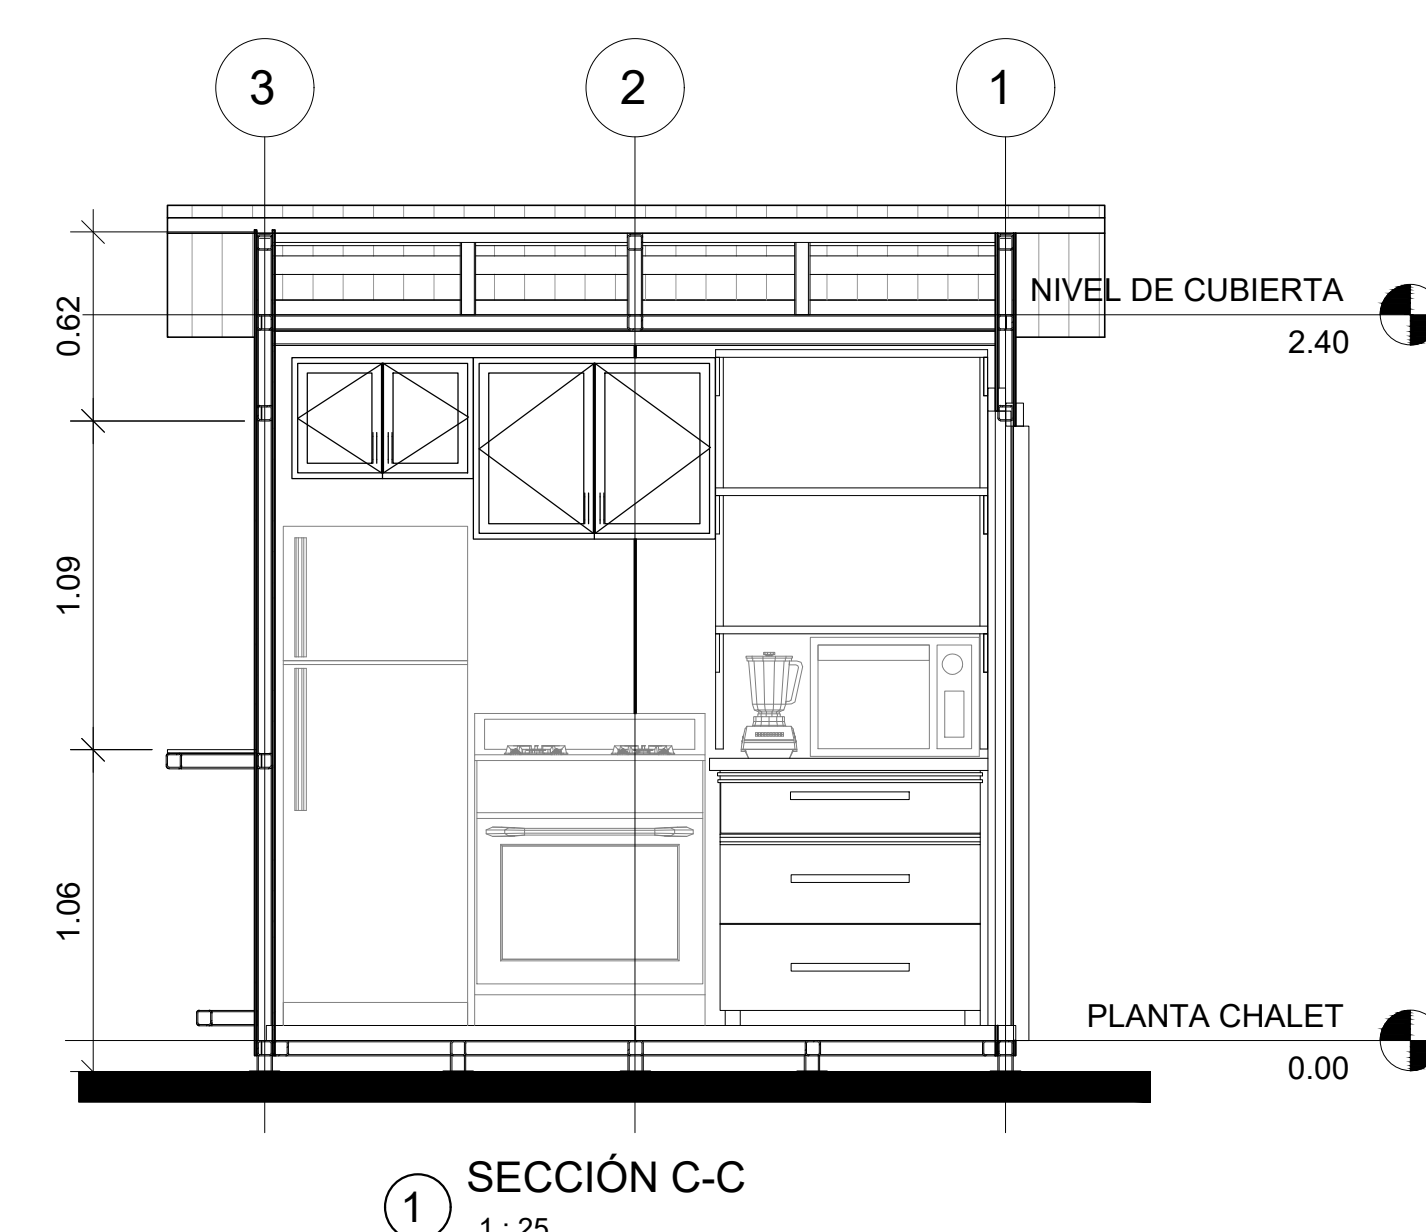 3
2
1
NIVEL DE CUBIERTA
2.40
0.62
1.09
1.06
PLANTA CHALET
0.00
SECCIÓN C-C
1
1 : 25